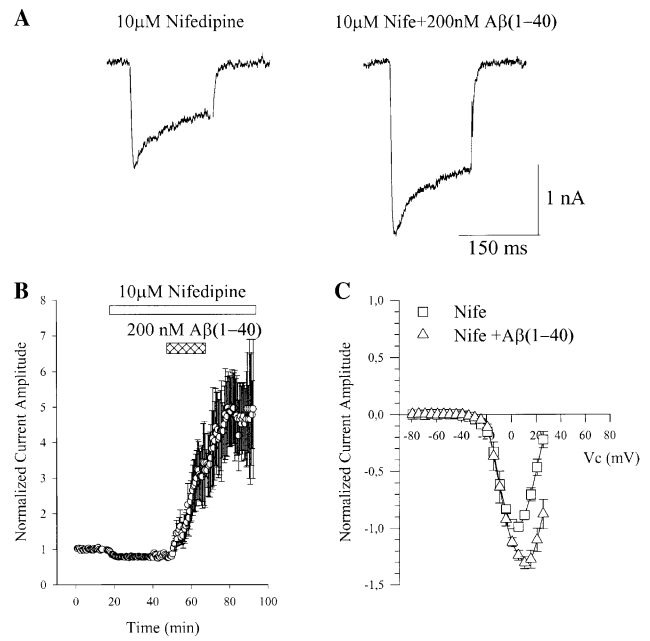 A
10µM Nifedipine
10µM Nife+200nM Aβ(1−40)
1 nA
150 ms
B
10µM Nifedipine
200 nM Aβ(1−40)
Normalized Current Amplitude
8
7
6
5
4
3
2
1
0
0 20 40 60 80 100
Time (min)
C
Nife
Nife +Aβ(1−40)
Normalized Current Amplitude
1,0
0,5
0,0
-0,5
-1,0
-1,5
-80 -60 -40 -20 0 20 40 60 80
Vc (mV)